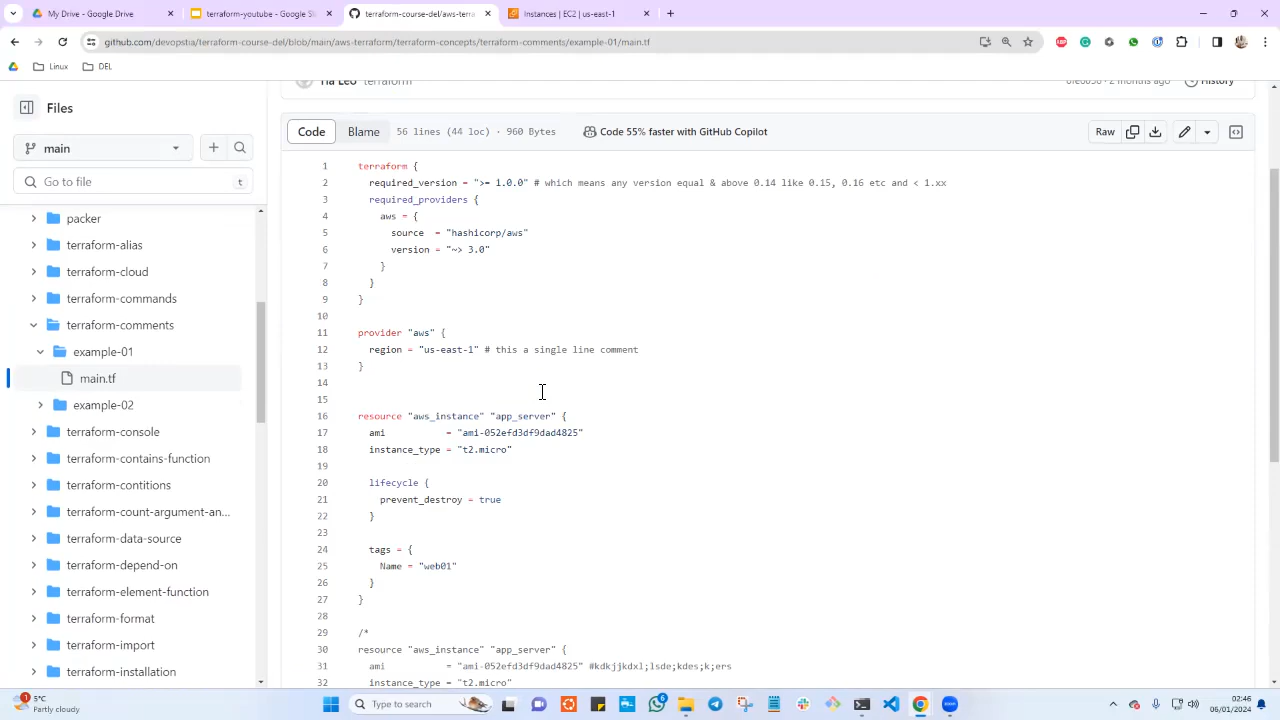 My Drive - Google Drive
terraform-youtube - Google Sl
terraform-course-del/aws-terra
Instances | EC2 | us-east-1
github.com/devopstia/terraform-course-del/blob/main/aws-terraform/terraform-concepts/terraform-comments/example-01/main.tf
Linux
DEL
Files
main
Go to file
t
packer
terraform-alias
terraform-cloud
terraform-commands
terraform-comments
example-01
main.tf
example-02
terraform-console
terraform-contains-function
terraform-contitions
terraform-count-argument-an...
terraform-data-source
terraform-depend-on
terraform-element-function
terraform-format
terraform-import
terraform-installation
Tia Leo terraform
2 months ago
History
Code
Blame
56 lines (44 loc) · 960 Bytes
Code 55% faster with GitHub Copilot
Raw
1 terraform {
2 required_version = ">= 1.0.0" # which means any version equal & above 0.14 like 0.15, 0.16 etc and < 1.xx
3 required_providers {
4 aws = {
5 source = "hashicorp/aws"
6 version = "~> 3.0"
7 }
8 }
9 }
10
11 provider "aws" {
12 region = "us-east-1" # this a single line comment
13 }
14
15
16 resource "aws_instance" "app_server" {
17 ami = "ami-052efd3df9dad4825"
18 instance_type = "t2.micro"
19
20 lifecycle {
21 prevent_destroy = true
22 }
23
24 tags = {
25 Name = "web01"
26 }
27 }
28
29 /*
30 resource "aws_instance" "app_server" {
31 ami = "ami-052efd3df9dad4825" #kdkjjkdxl;lsde;kdes;k;ers
32 instance_type = "t2.micro"
1
5°C
Partly cloudy
Type to search
6
02:46
06/01/2024